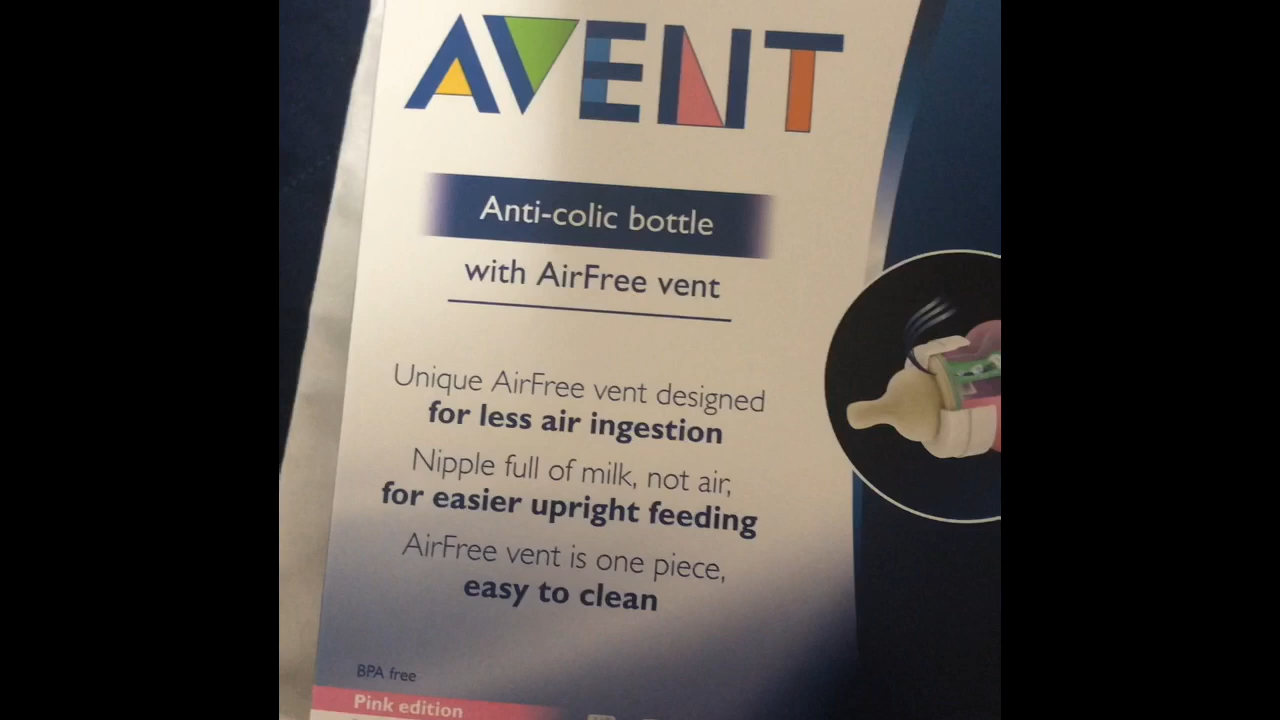 AVENT
Anti-colic bottle
with AirFree vent
Unique AirFree vent designed
for less air ingestion
Nipple full of milk, not air,
for easier upright feeding
AirFree vent is one piece,
easy to clean
BPA free
Pink edition